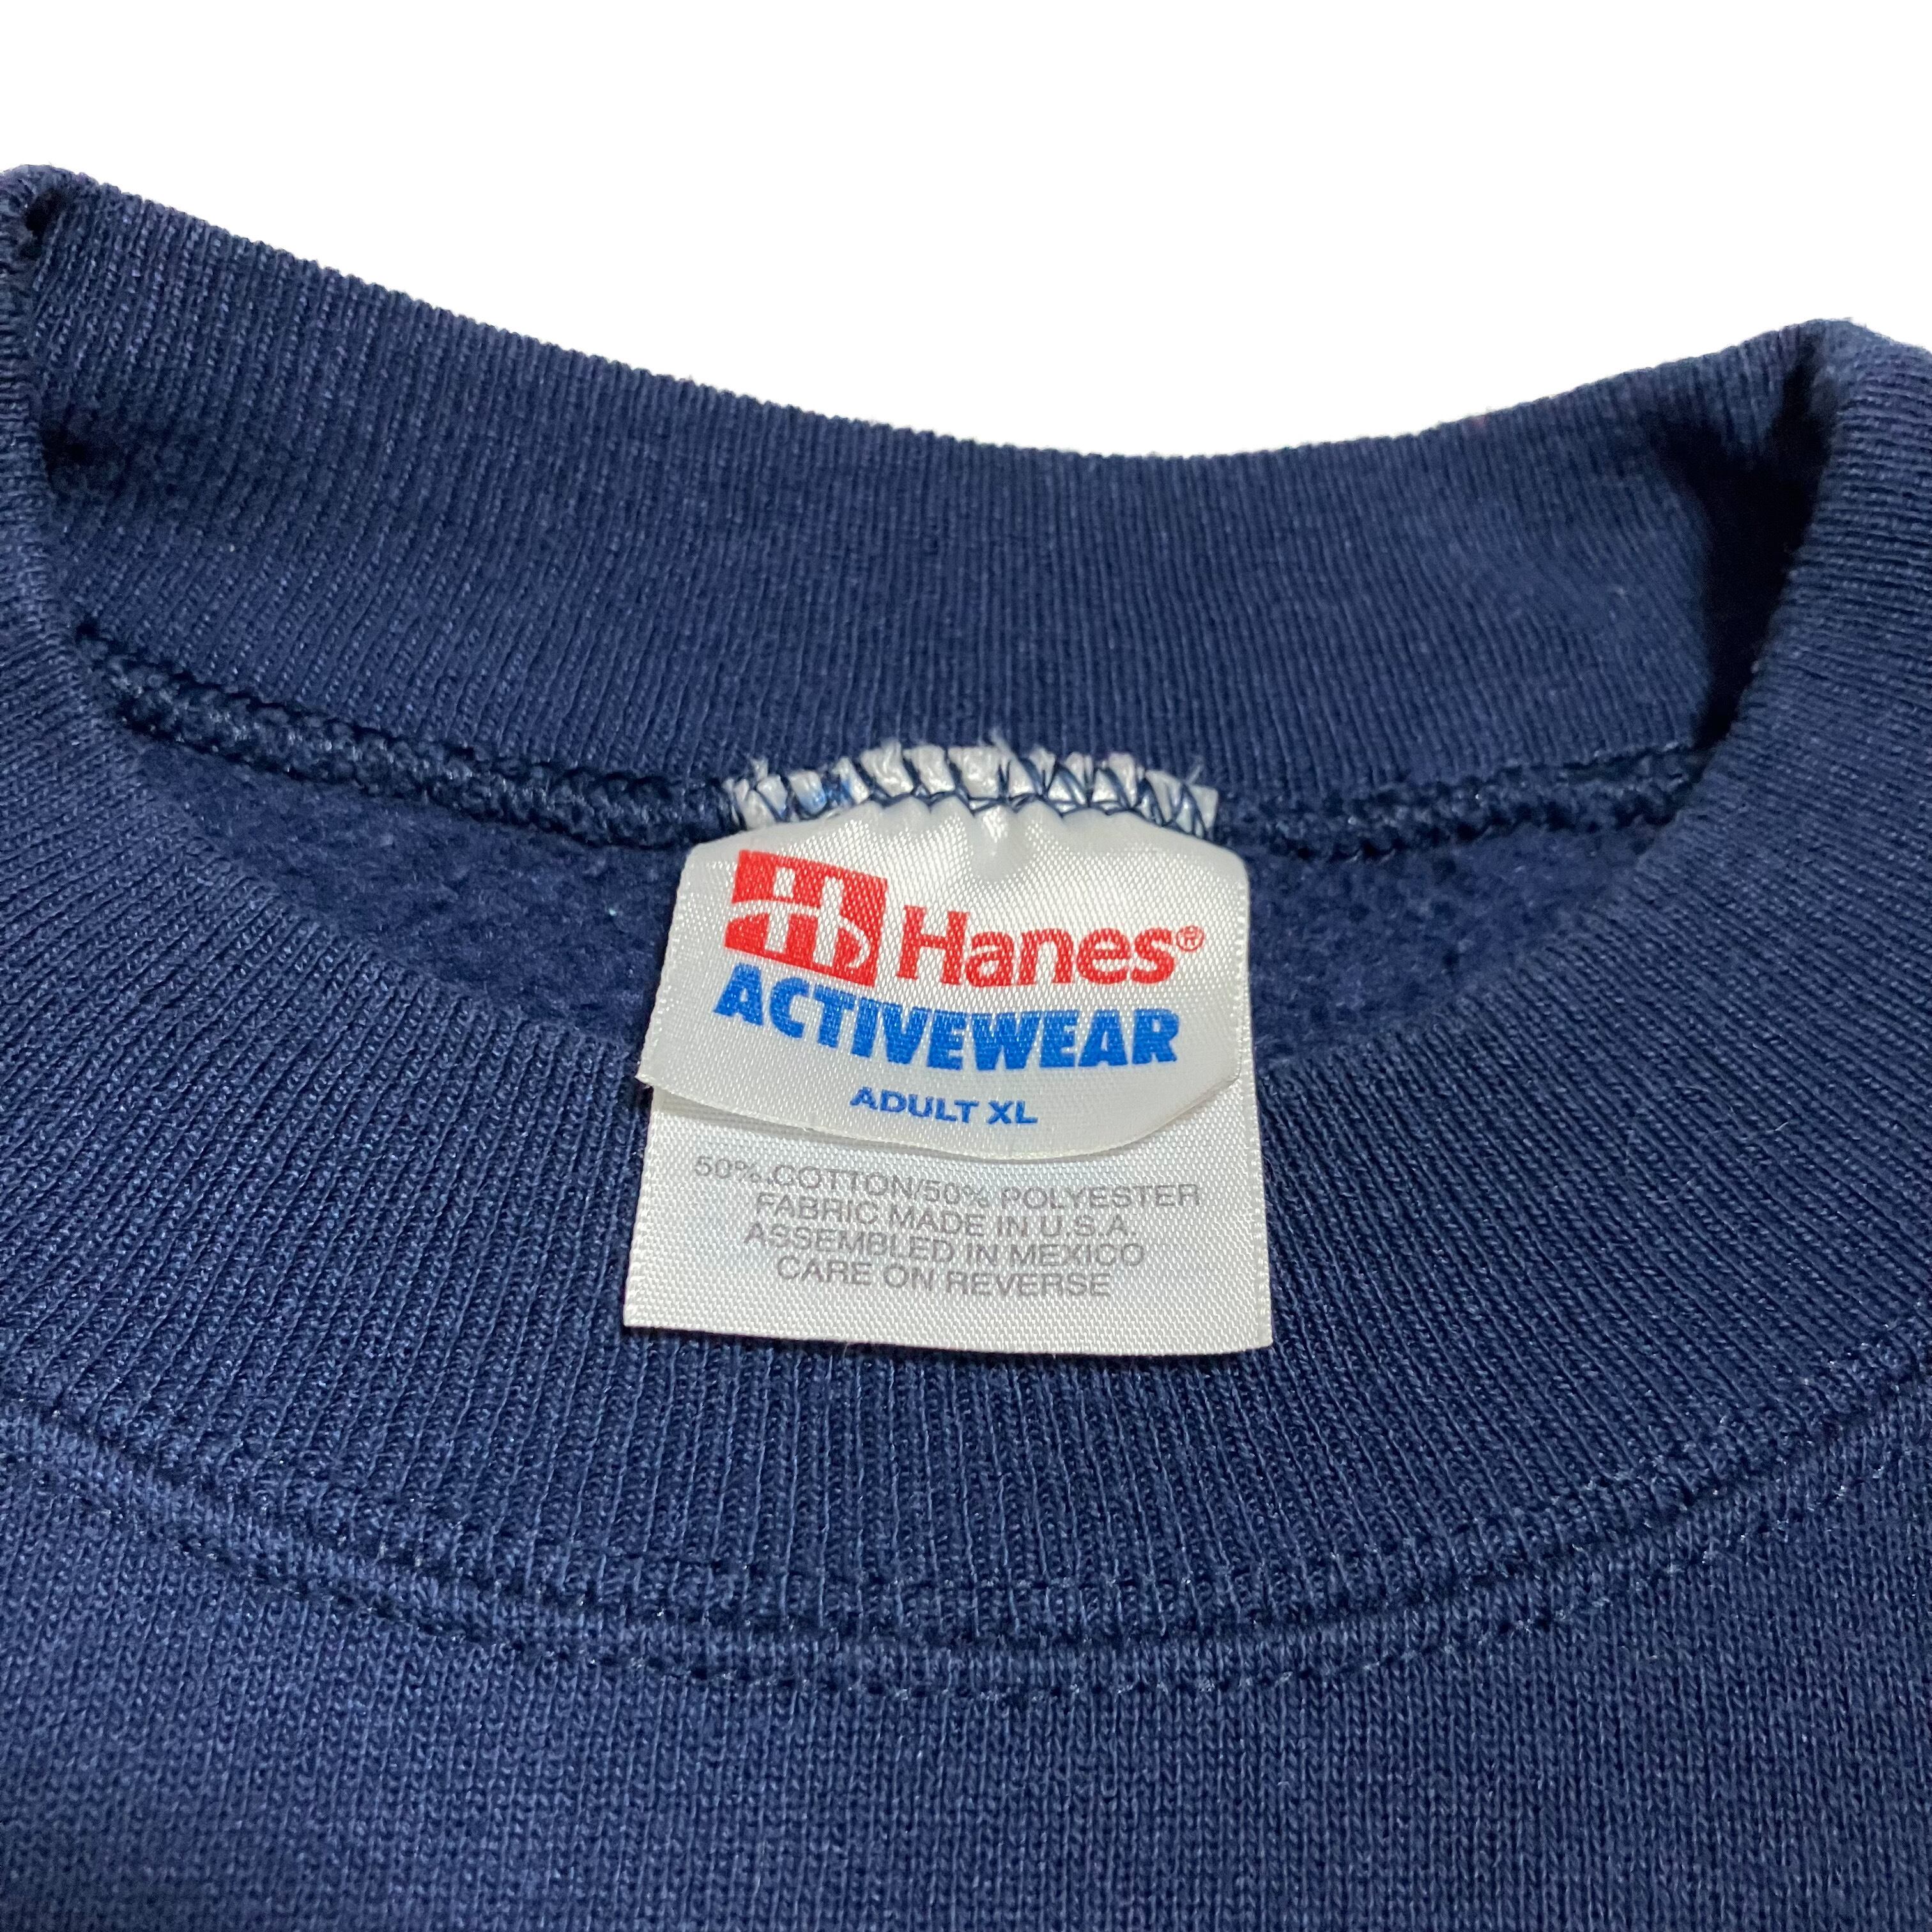 Hanes®
ACTIVEWEAR
ADULT XL
50% COTTON/50% POLYESTER
FABRIC MADE IN U.S.A.
ASSEMBLED IN MEXICO
CARE ON REVERSE